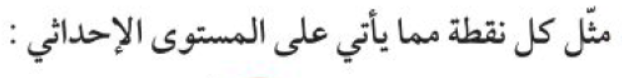 مثّل كل نقطة مما يأتي على المستوى الإحداثي :